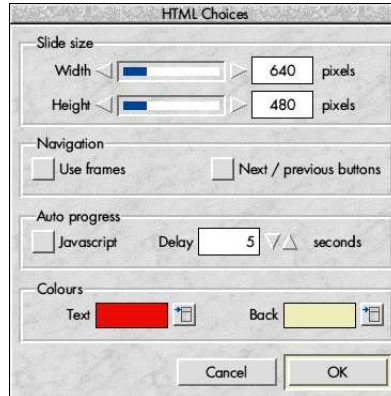 HTML Choices
Slide size
Width 640 pixels
Height 480 pixels
Navigation
Use frames Next / previous buttons
Auto progress
Javascript Delay 5 seconds
Colours
Text Back
Cancel OK